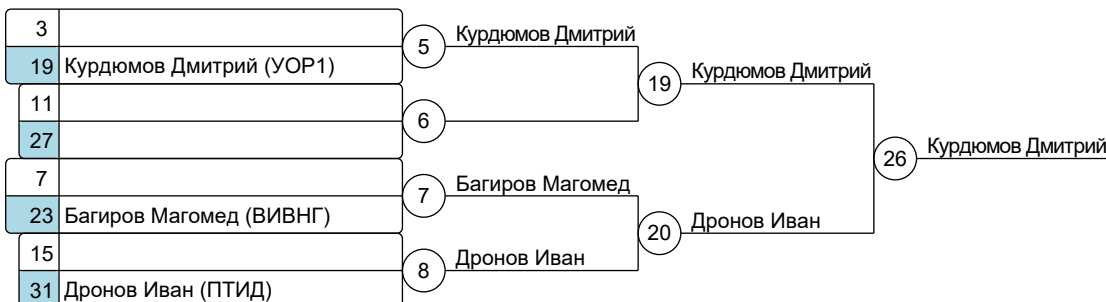 3
5
Курдюмов Дмитрий
19 Курдюмов Дмитрий (УОР1)
19
Курдюмов Дмитрий
11
6
27
26
Курдюмов Дмитрий
7
7
Багиров Магомед
23 Багиров Магомед (ВИВНГ)
20
Дронов Иван
15
8
Дронов Иван
31 Дронов Иван (ПТИД)